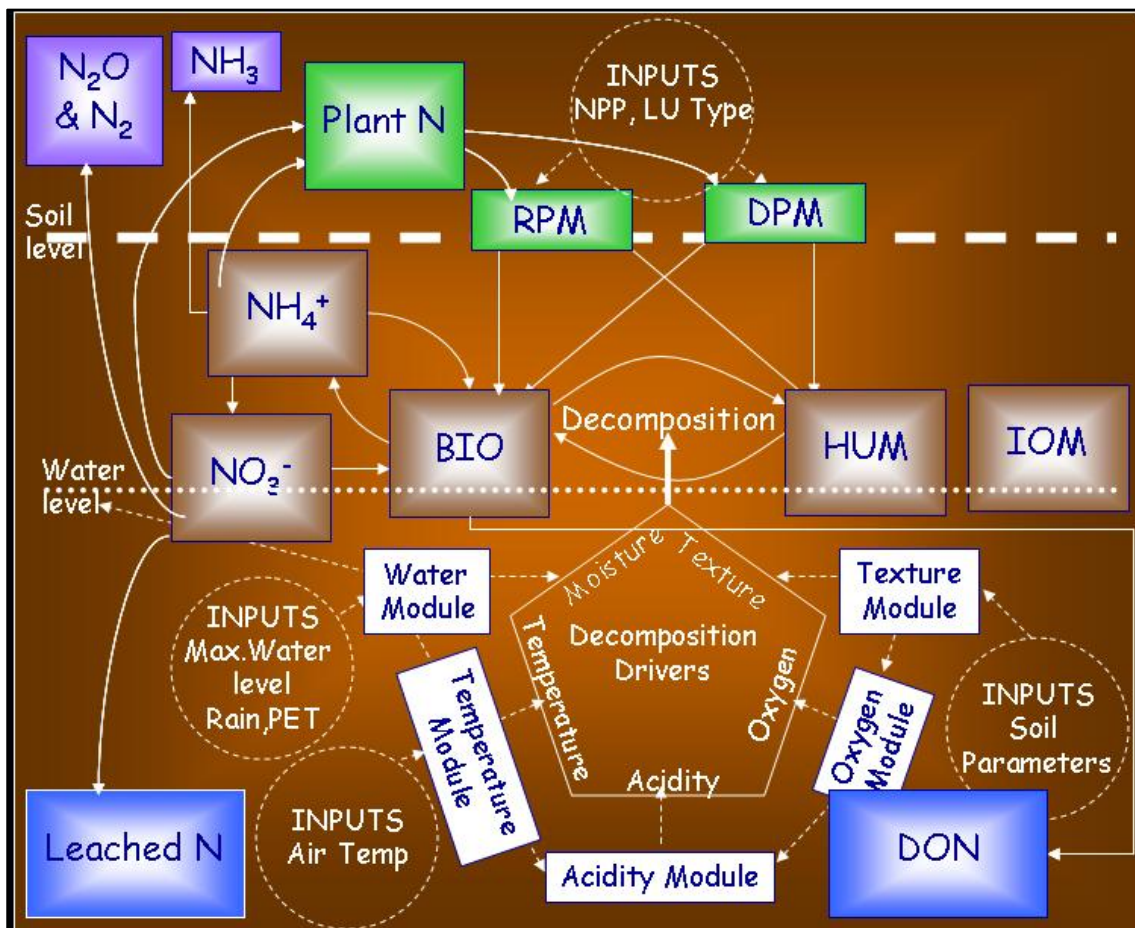 N₂O
& N₂
NH₃
Plant N
INPUTS
NPP, LU Type
RPM
DPM
Soil
level
NH₄⁺
Decomposition
BIO
HUM
IOM
NO₃⁻
Water
level
Moisture
Texture
Water
Module
Texture
Module
INPUTS
Max.Water
level
Rain,PET
Temperature
Decomposition
Drivers
Oxygen
Temperature
Module
Oxygen
Module
INPUTS
Soil
Parameters
Acidity
INPUTS
Air Temp
Leached N
Acidity Module
DON